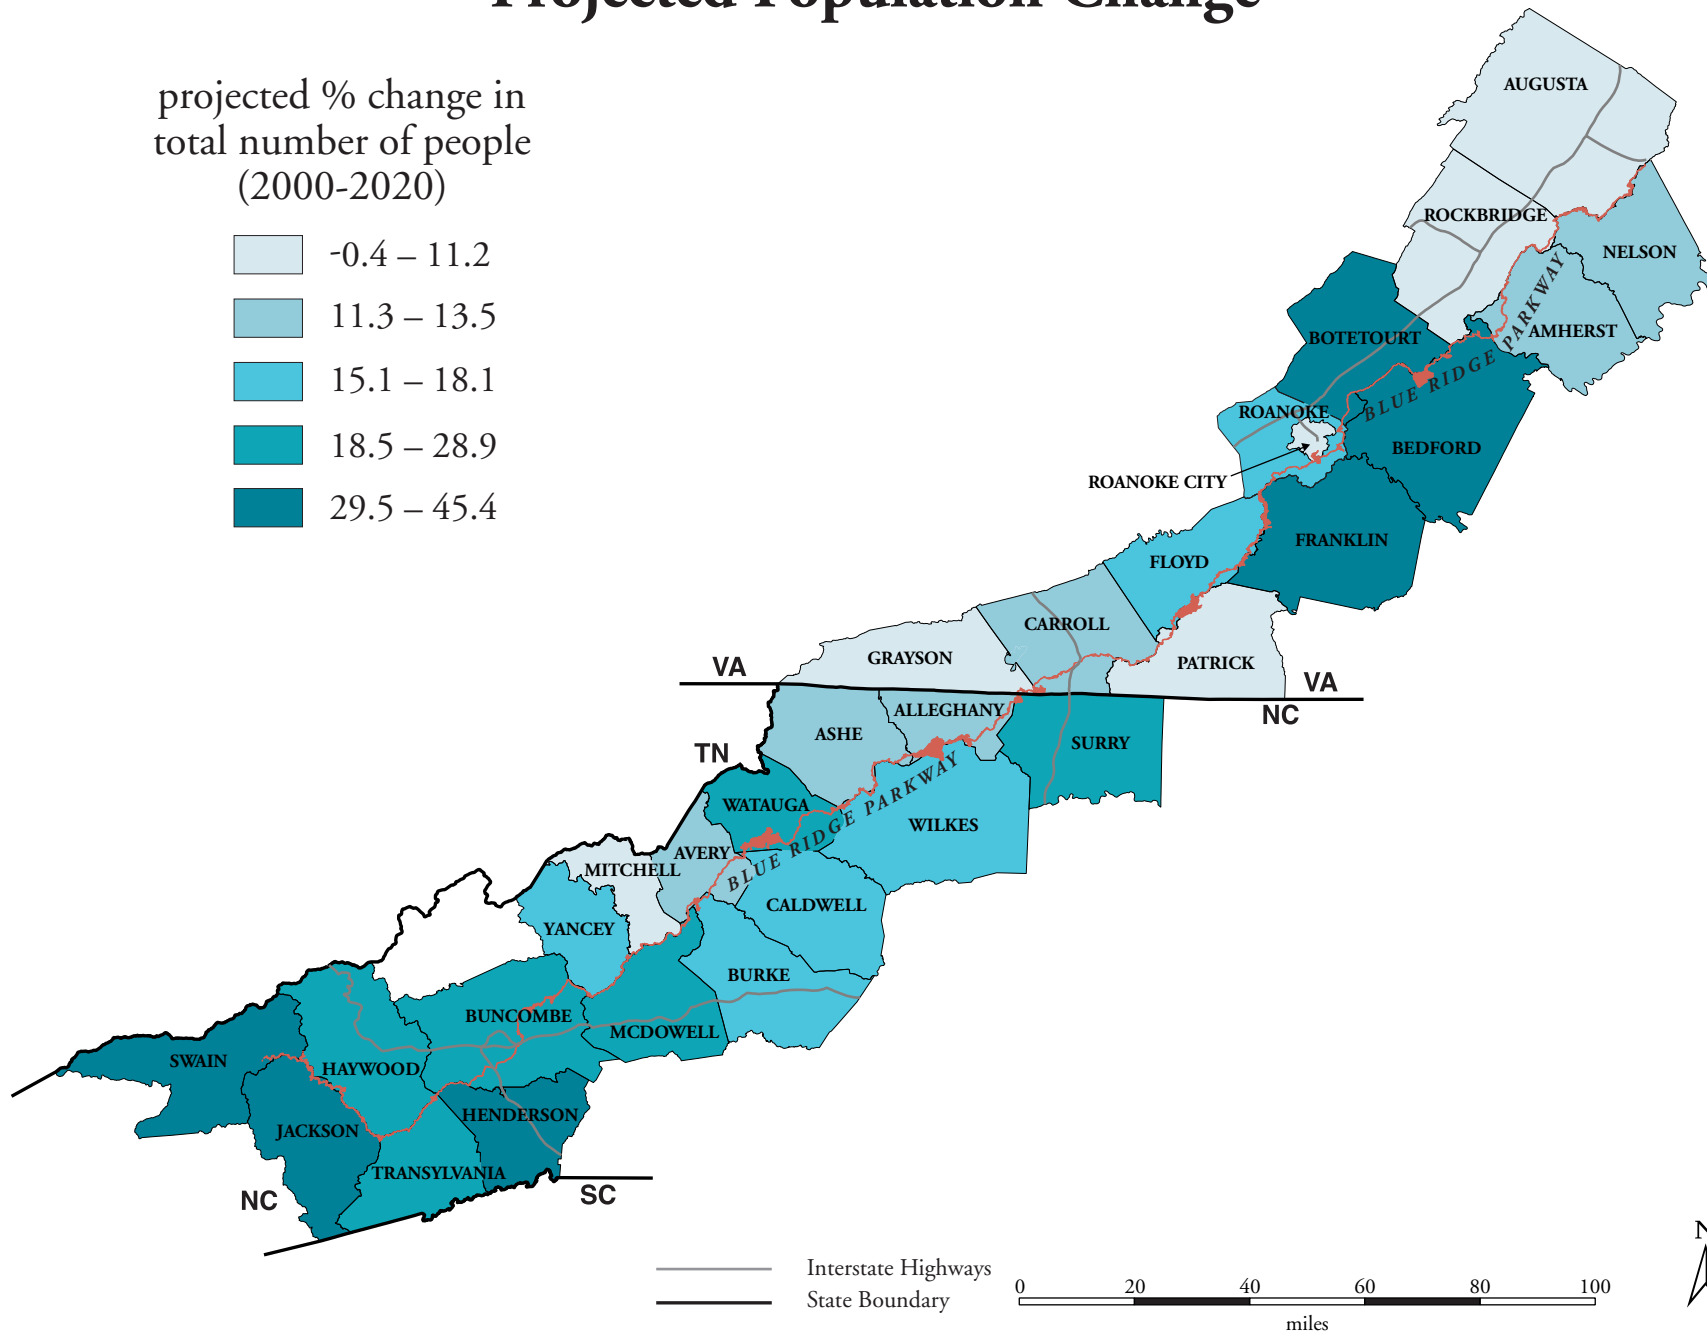 Projected Population Change
projected % change in
total number of people
(2000-2020)
-0.4 – 11.2
11.3 – 13.5
15.1 – 18.1
18.5 – 28.9
29.5 – 45.4
AUGUSTA
ROCKBRIDGE
NELSON
AMHERST
BOTETOURT
BLUE RIDGE PARKWAY
ROANOKE
BEDFORD
ROANOKE CITY
FRANKLIN
FLOYD
CARROLL
GRAYSON
PATRICK
VA
VA
NC
ALLEGHANY
ASHE
SURRY
TN
WATAUGA
WILKES
BLUE RIDGE PARKWAY
AVERY
MITCHELL
CALDWELL
YANCEY
BURKE
BUNCOMBE
MCDOWELL
SWAIN
HAYWOOD
HENDERSON
JACKSON
TRANSYLVANIA
NC
SC
N
Interstate Highways
State Boundary
0 20 40 60 80 100
miles